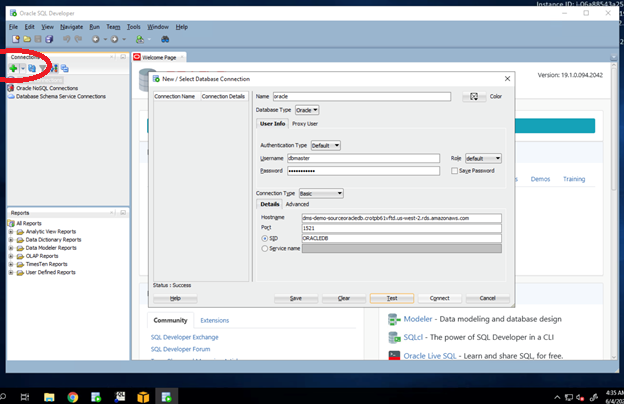 Instance ID: i-06a88543a25
Oracle SQL Developer
File Edit View Navigate Run Team Tools Window Help
Connections
Welcome Page
Oracle NoSQL Connections
Database Schema Service Connections
Version: 19.1.0.094.2042
New / Select Database Connection
Connection Name Connection Details
Name oracle Color
Database Type Oracle
User Info Proxy User
Authentication Type Default
Username dbmaster Role default
Password Save Password
Connection Type Basic
Details Advanced
Hostname dms-demo-sourceoracledb.crotpb61vftd.us-west-2.rds.amazonaws.com
Port 1521
SID ORACLEDB
Service name
Status : Success
Help Save Clear Test Connect Cancel
Demos Training
Reports
All Reports
Analytic View Reports
Data Dictionary Reports
Data Modeler Reports
OLAP Reports
TimesTen Reports
User Defined Reports
Community Extensions
SQL Developer Exchange
SQL Developer Forum
Modeler - Data modeling and database design
SQLcl - The power of SQL Developer in a CLI
Oracle Live SQL - Learn and share SQL, for free.
4:35 AM